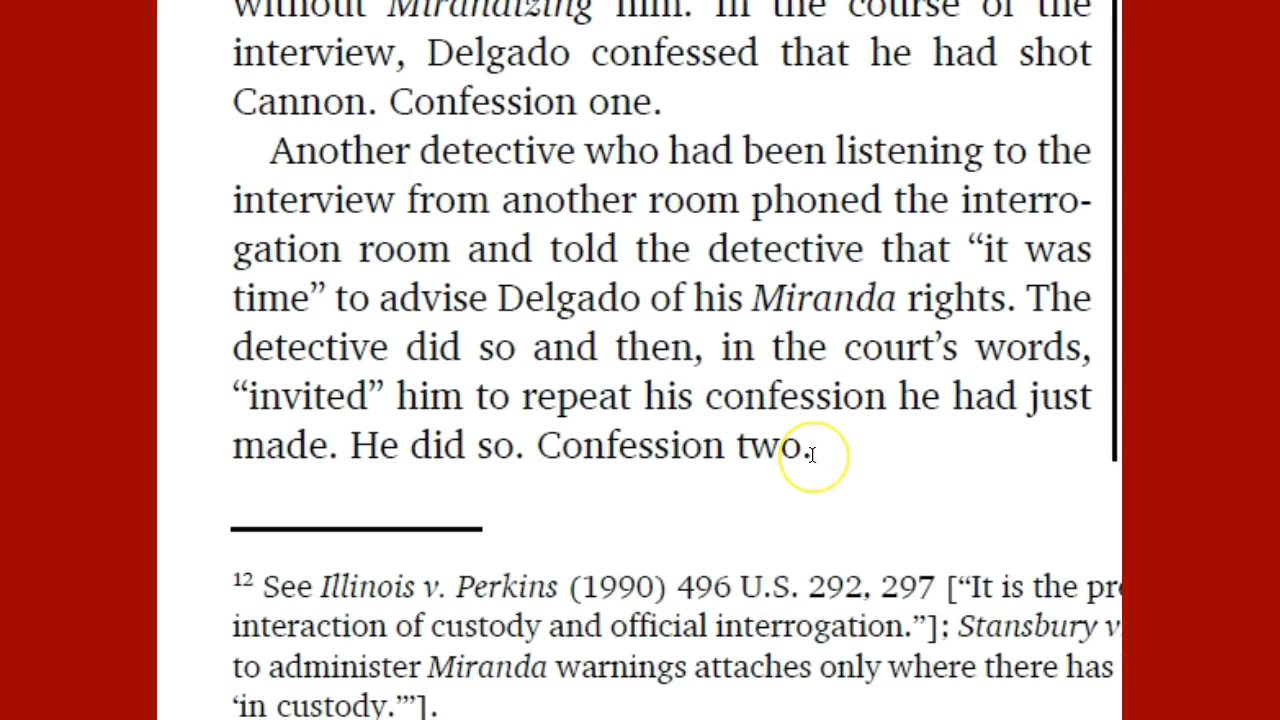 without Mirandizing him. In the course of the
interview, Delgado confessed that he had shot
Cannon. Confession one.
Another detective who had been listening to the
interview from another room phoned the interro-
gation room and told the detective that “it was
time” to advise Delgado of his Miranda rights. The
detective did so and then, in the court’s words,
“invited” him to repeat his confession he had just
made. He did so. Confession two.
12 See Illinois v. Perkins (1990) 496 U.S. 292, 297 [“It is the
interaction of custody and official interrogation.”]; Stansbury v
to administer Miranda warnings attaches only where there has
‘in custody.’”].